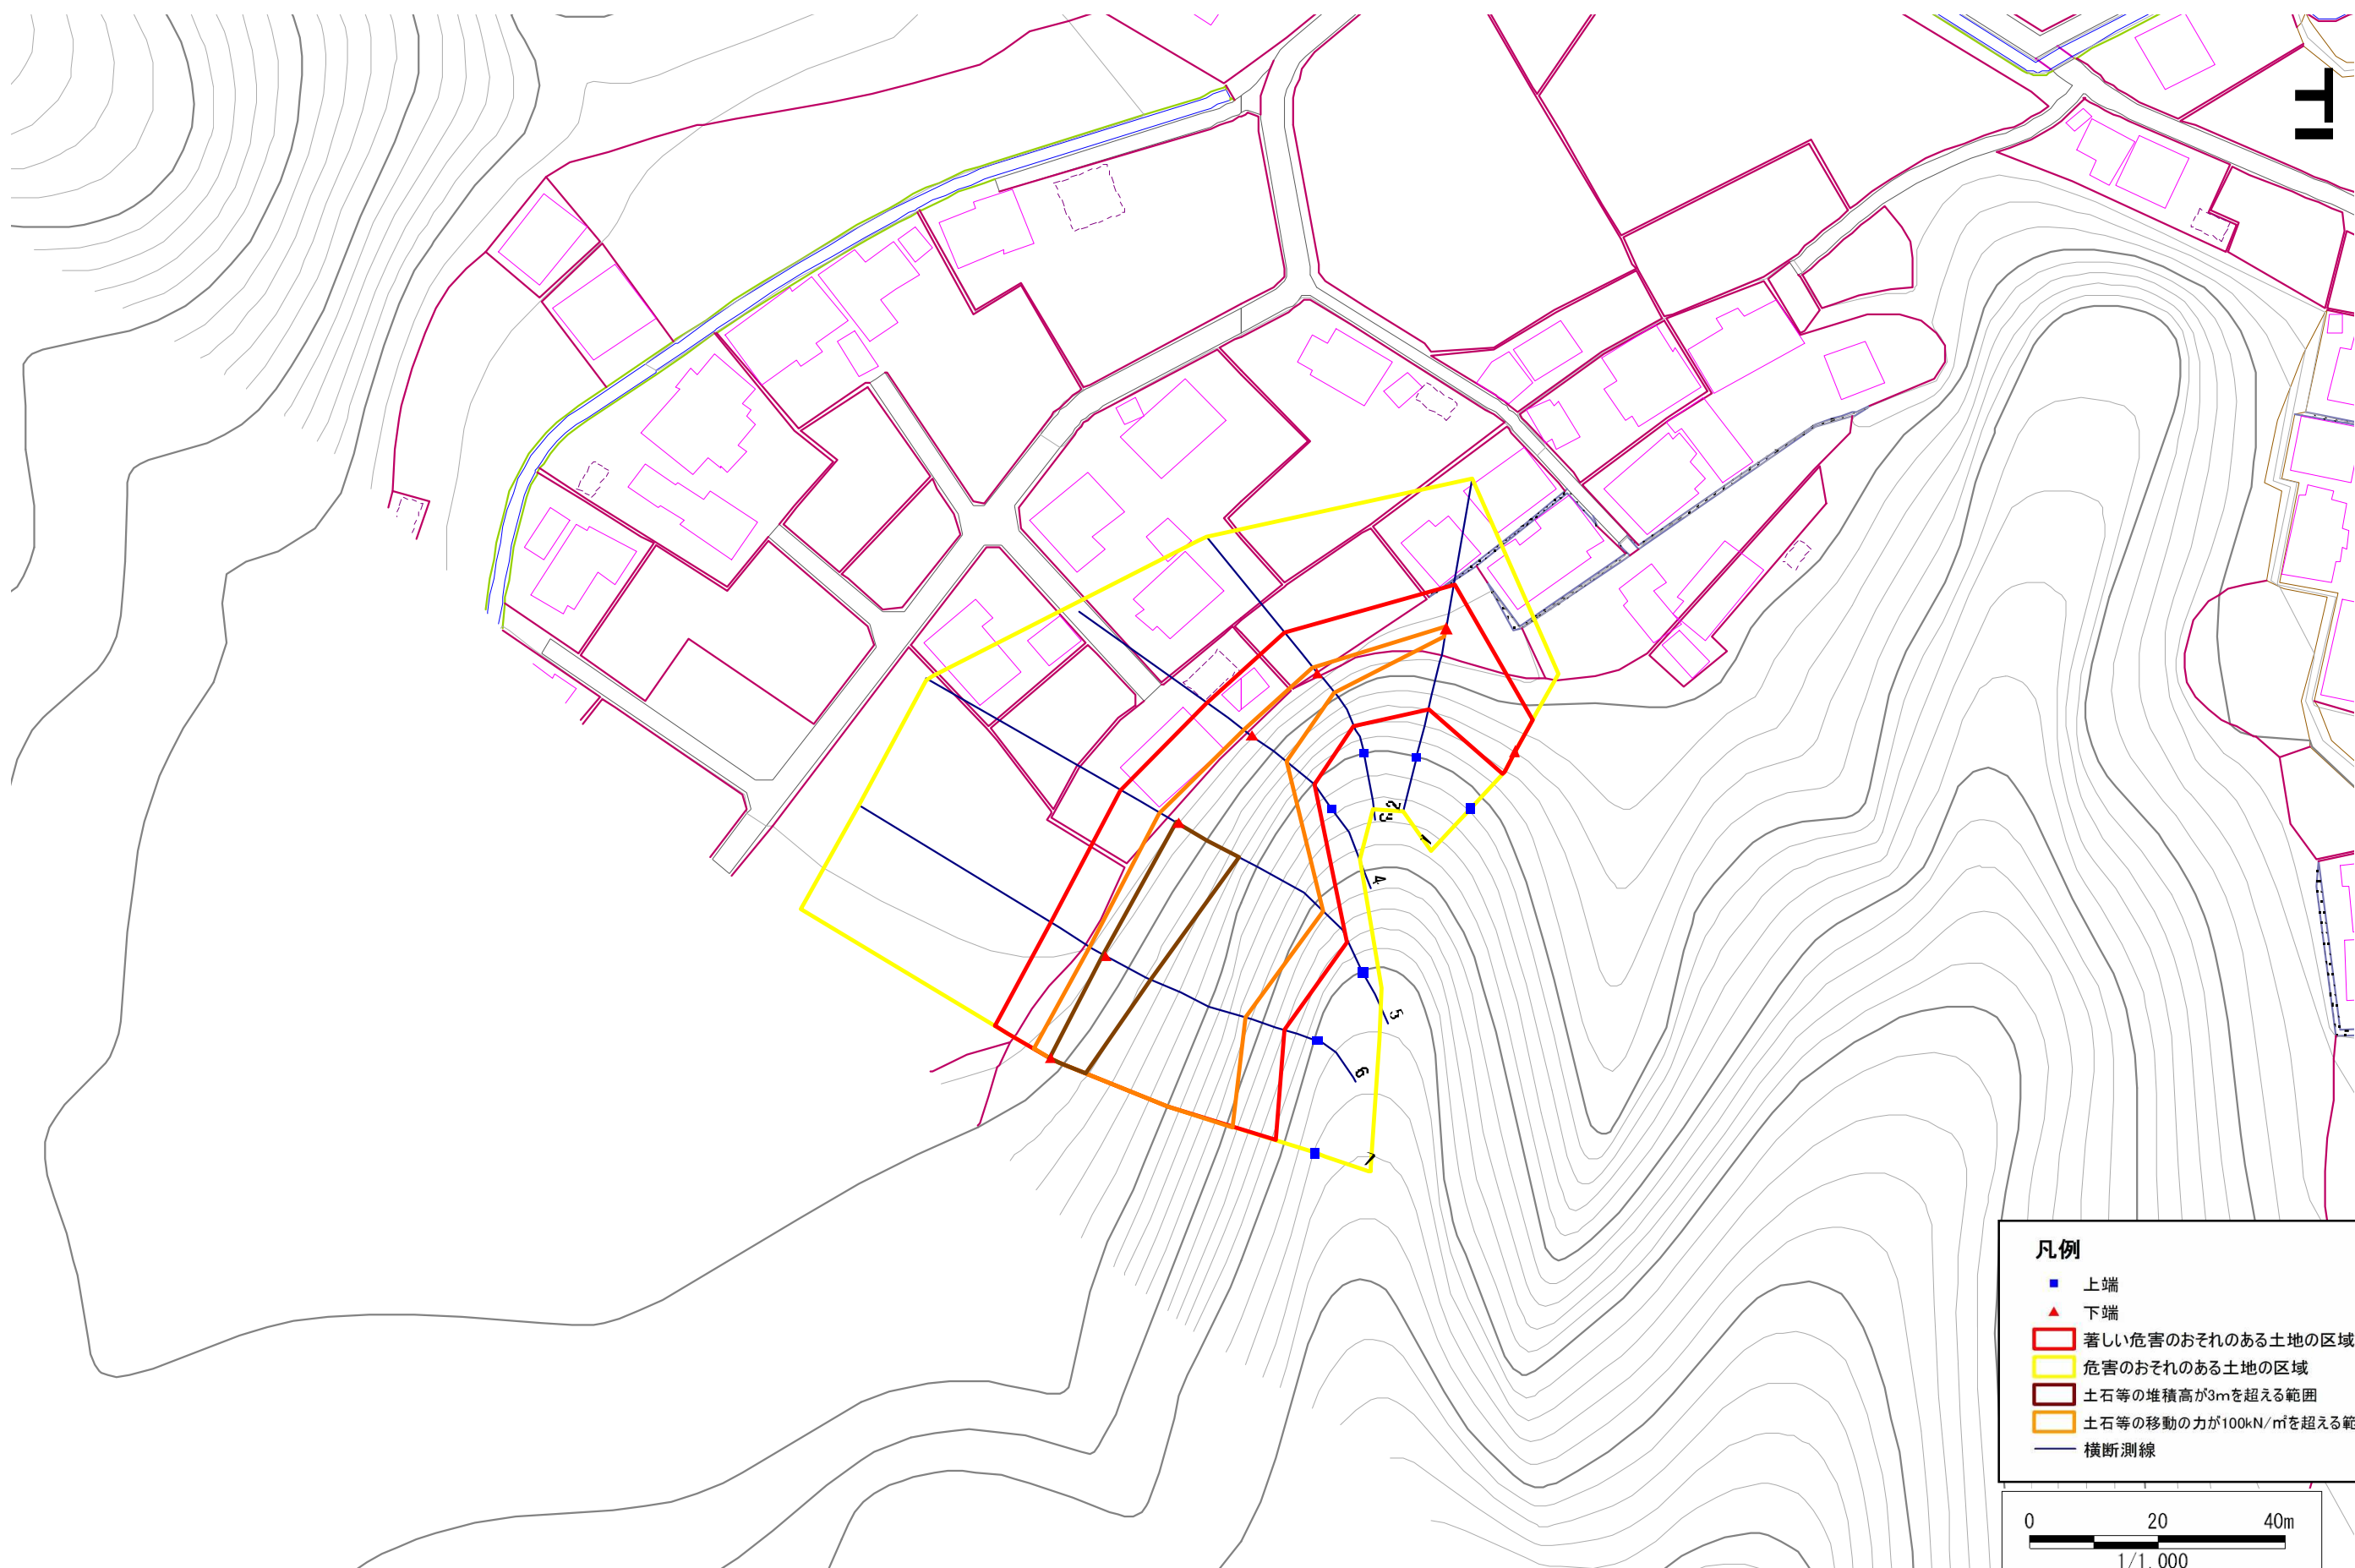 2
3
1
4
5
6
7
凡例
上端
下端
著しい危害のおそれのある土地の区域
危害のおそれのある土地の区域
土石等の堆積高が3mを超える範囲
土石等の移動の力が100kN/㎡を超える範
横断測線
0 20 40m
1/1,000